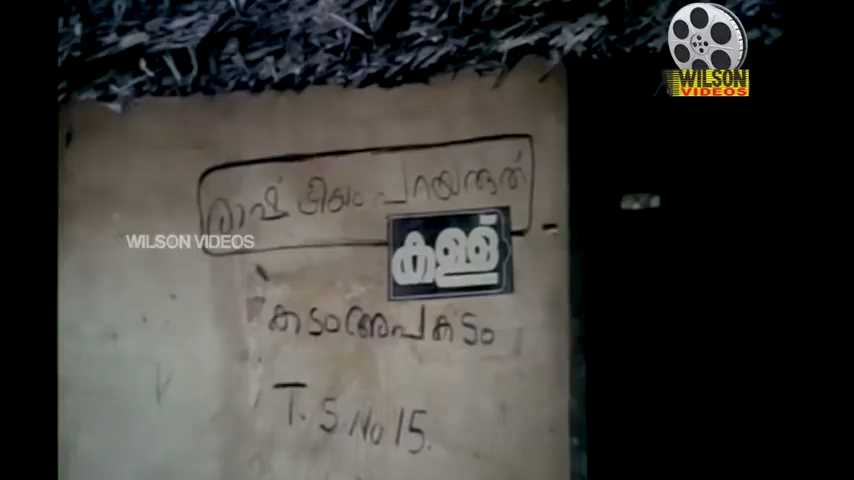 WILSON
VIDEOS
രാഷ്ട്രീയം പറയരുത്
WILSON VIDEOS
കള്ള്
കടം അപകടം
T.S.No 15.